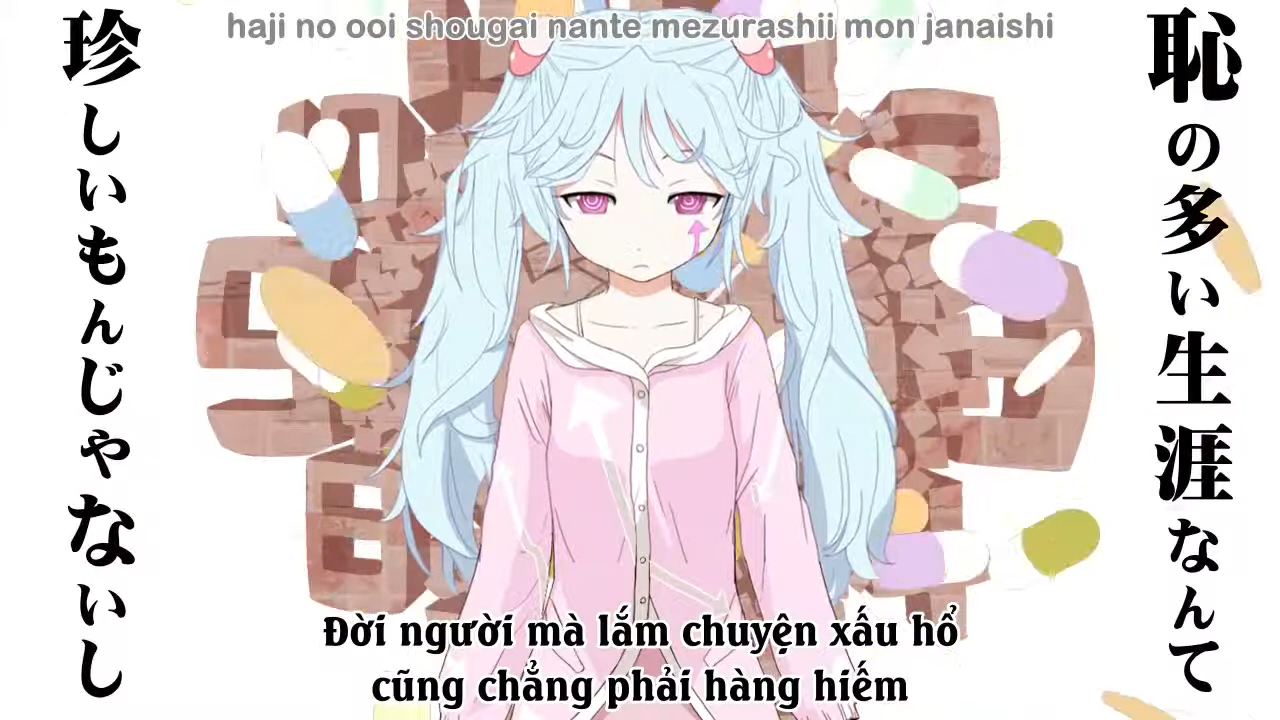 haji no ooi shougai nante mezurashii mon janaishi
恥の多い生涯なんて
珍しいもんじゃないし
Đời người mà lắm chuyện xấu hổ
cũng chẳng phải hàng hiếm